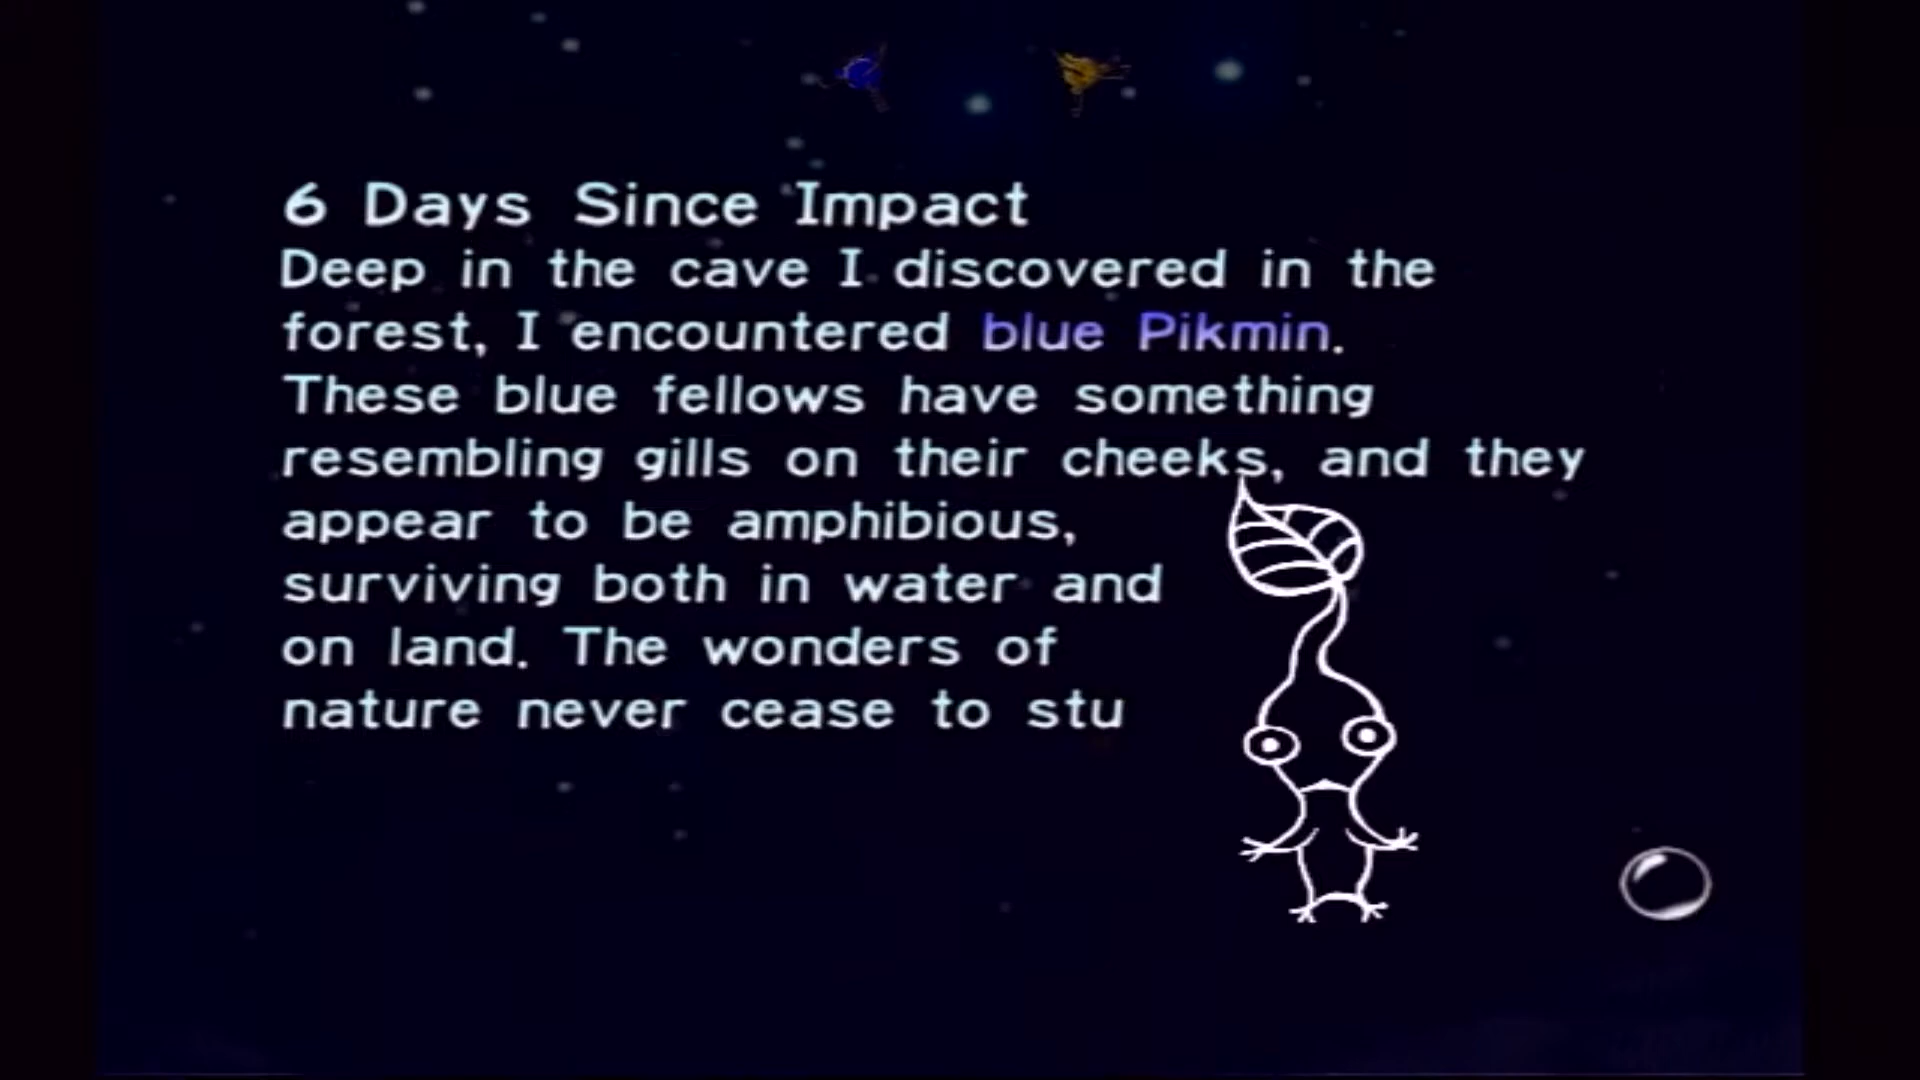 6 Days Since Impact
Deep in the cave I discovered in the
forest, I encountered blue Pikmin.
These blue fellows have something
resembling gills on their cheeks, and they
appear to be amphibious,
surviving both in water and
on land. The wonders of
nature never cease to stu